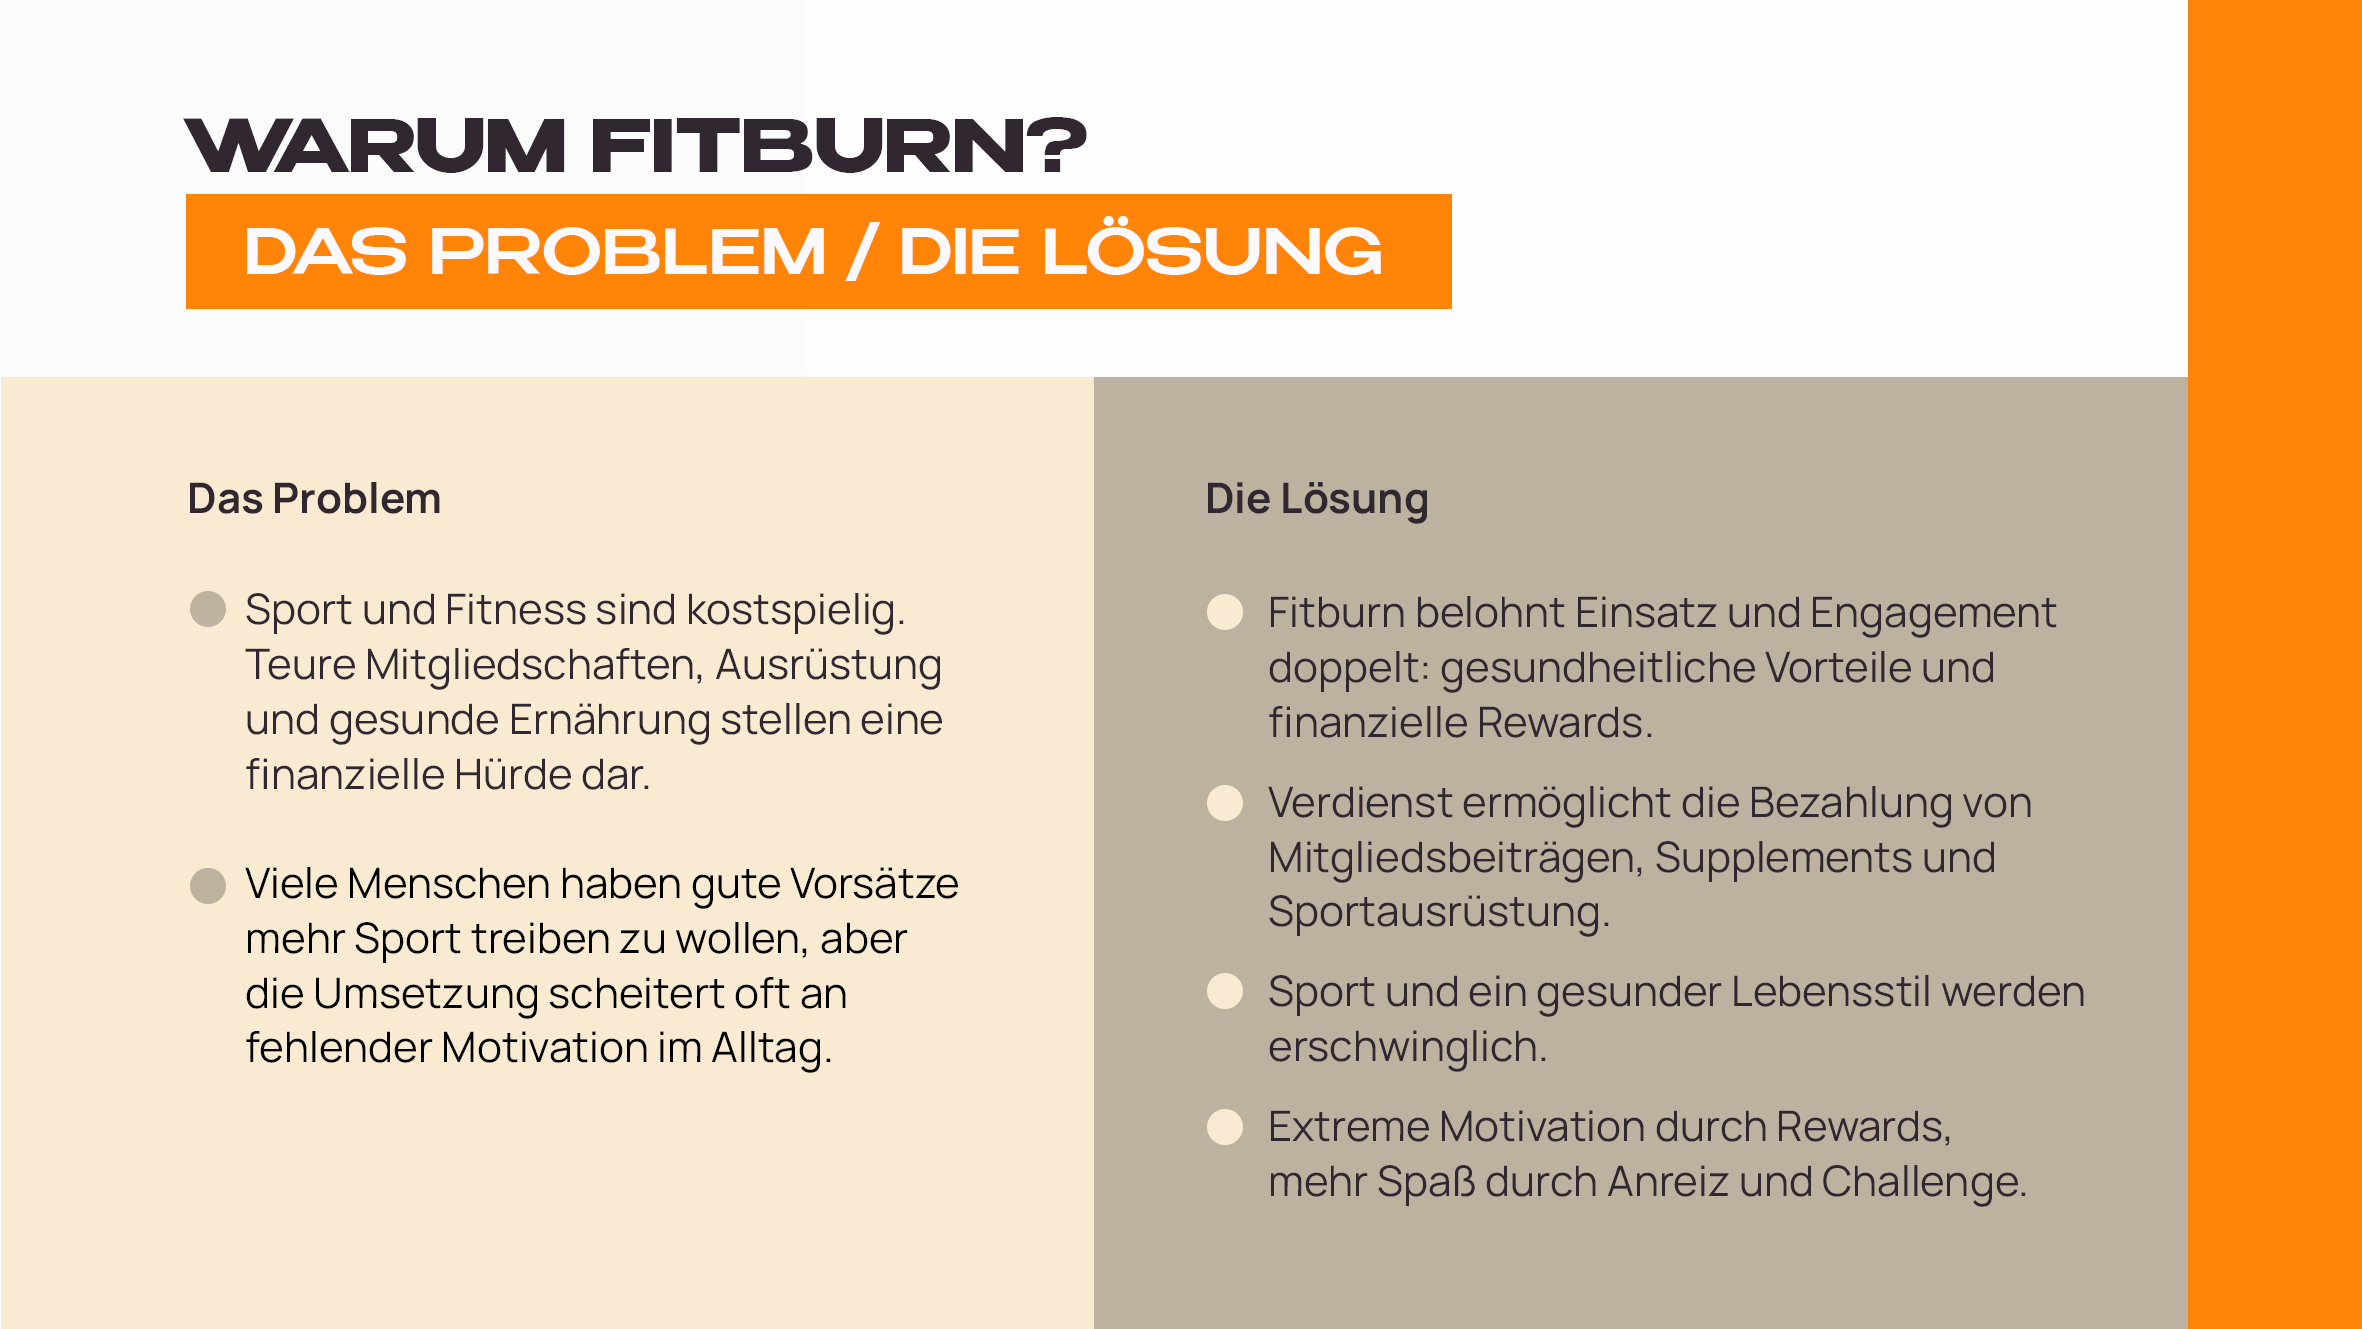 WARUM FITBURN?
DAS PROBLEM / DIE LÖSUNG
Das Problem
Sport und Fitness sind kostspielig.
Teure Mitgliedschaften, Ausrüstung
und gesunde Ernährung stellen eine
finanzielle Hürde dar.
Viele Menschen haben gute Vorsätze
mehr Sport treiben zu wollen, aber
die Umsetzung scheitert oft an
fehlender Motivation im Alltag.
Die Lösung
Fitburn belohnt Einsatz und Engagement
doppelt: gesundheitliche Vorteile und
finanzielle Rewards.
Verdienst ermöglicht die Bezahlung von
Mitgliedsbeiträgen, Supplements und
Sportausrüstung.
Sport und ein gesunder Lebensstil werden
erschwinglich.
Extreme Motivation durch Rewards,
mehr Spaß durch Anreiz und Challenge.